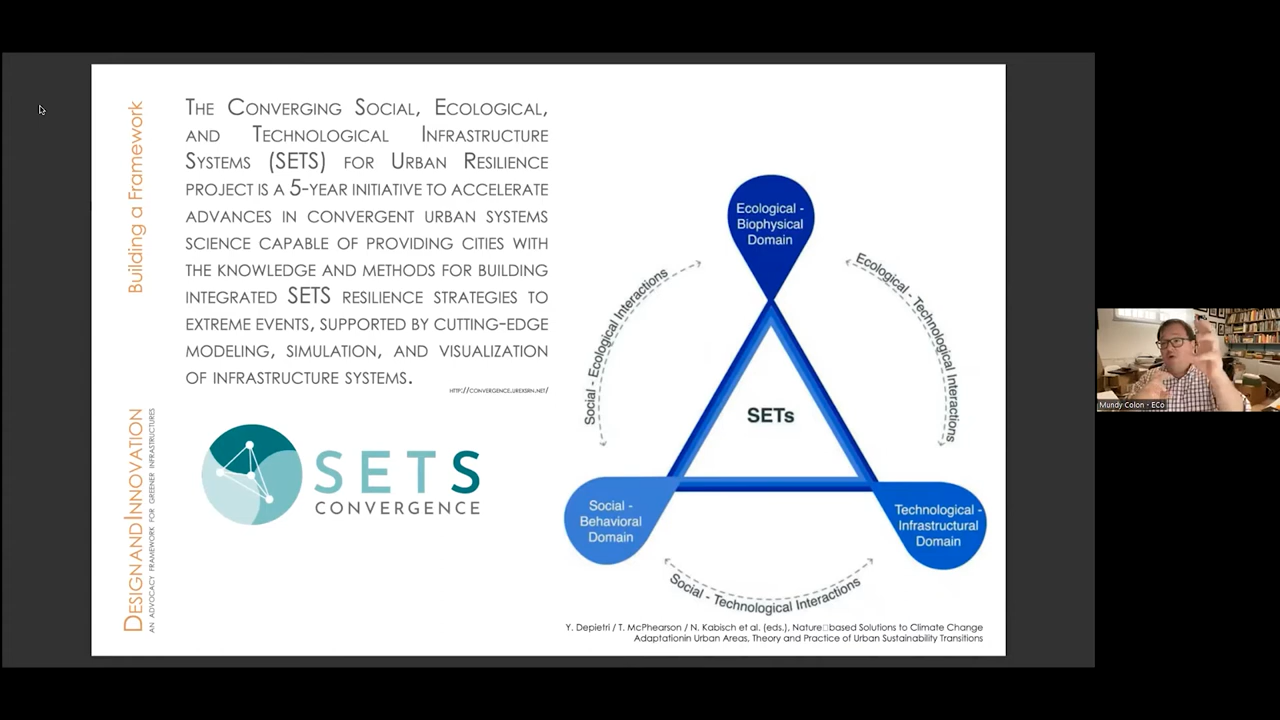 Building a Framework
DESIGNANDINNOVATION
AN ADVOCACY FRAMEWORK FOR GREENER INFRASTRUCTURES
THE CONVERGING SOCIAL, ECOLOGICAL,
AND TECHNOLOGICAL INFRASTRUCTURE
SYSTEMS (SETS) FOR URBAN RESILIENCE
PROJECT IS A 5-YEAR INITIATIVE TO ACCELERATE
ADVANCES IN CONVERGENT URBAN SYSTEMS
SCIENCE CAPABLE OF PROVIDING CITIES WITH
THE KNOWLEDGE AND METHODS FOR BUILDING
INTEGRATED SETS RESILIENCE STRATEGIES TO
EXTREME EVENTS, SUPPORTED BY CUTTING-EDGE
MODELING, SIMULATION, AND VISUALIZATION
OF INFRASTRUCTURE SYSTEMS.
HTTP://CONVERGENCE.UREXSRN.NET/
SETS
CONVERGENCE
Ecological -
Biophysical
Domain
Social - Ecological Interactions
Ecological - Technological Interactions
SETs
Social -
Behavioral
Domain
Technological -
Infrastructural
Domain
Social - Technological Interactions
Y. Depietri / T. McPhearson / N. Kabisch et al. (eds.), Nature□based Solutions to Climate Change
Adaptationin Urban Areas, Theory and Practice of Urban Sustainability Transitions
Mundy Colon - ECo